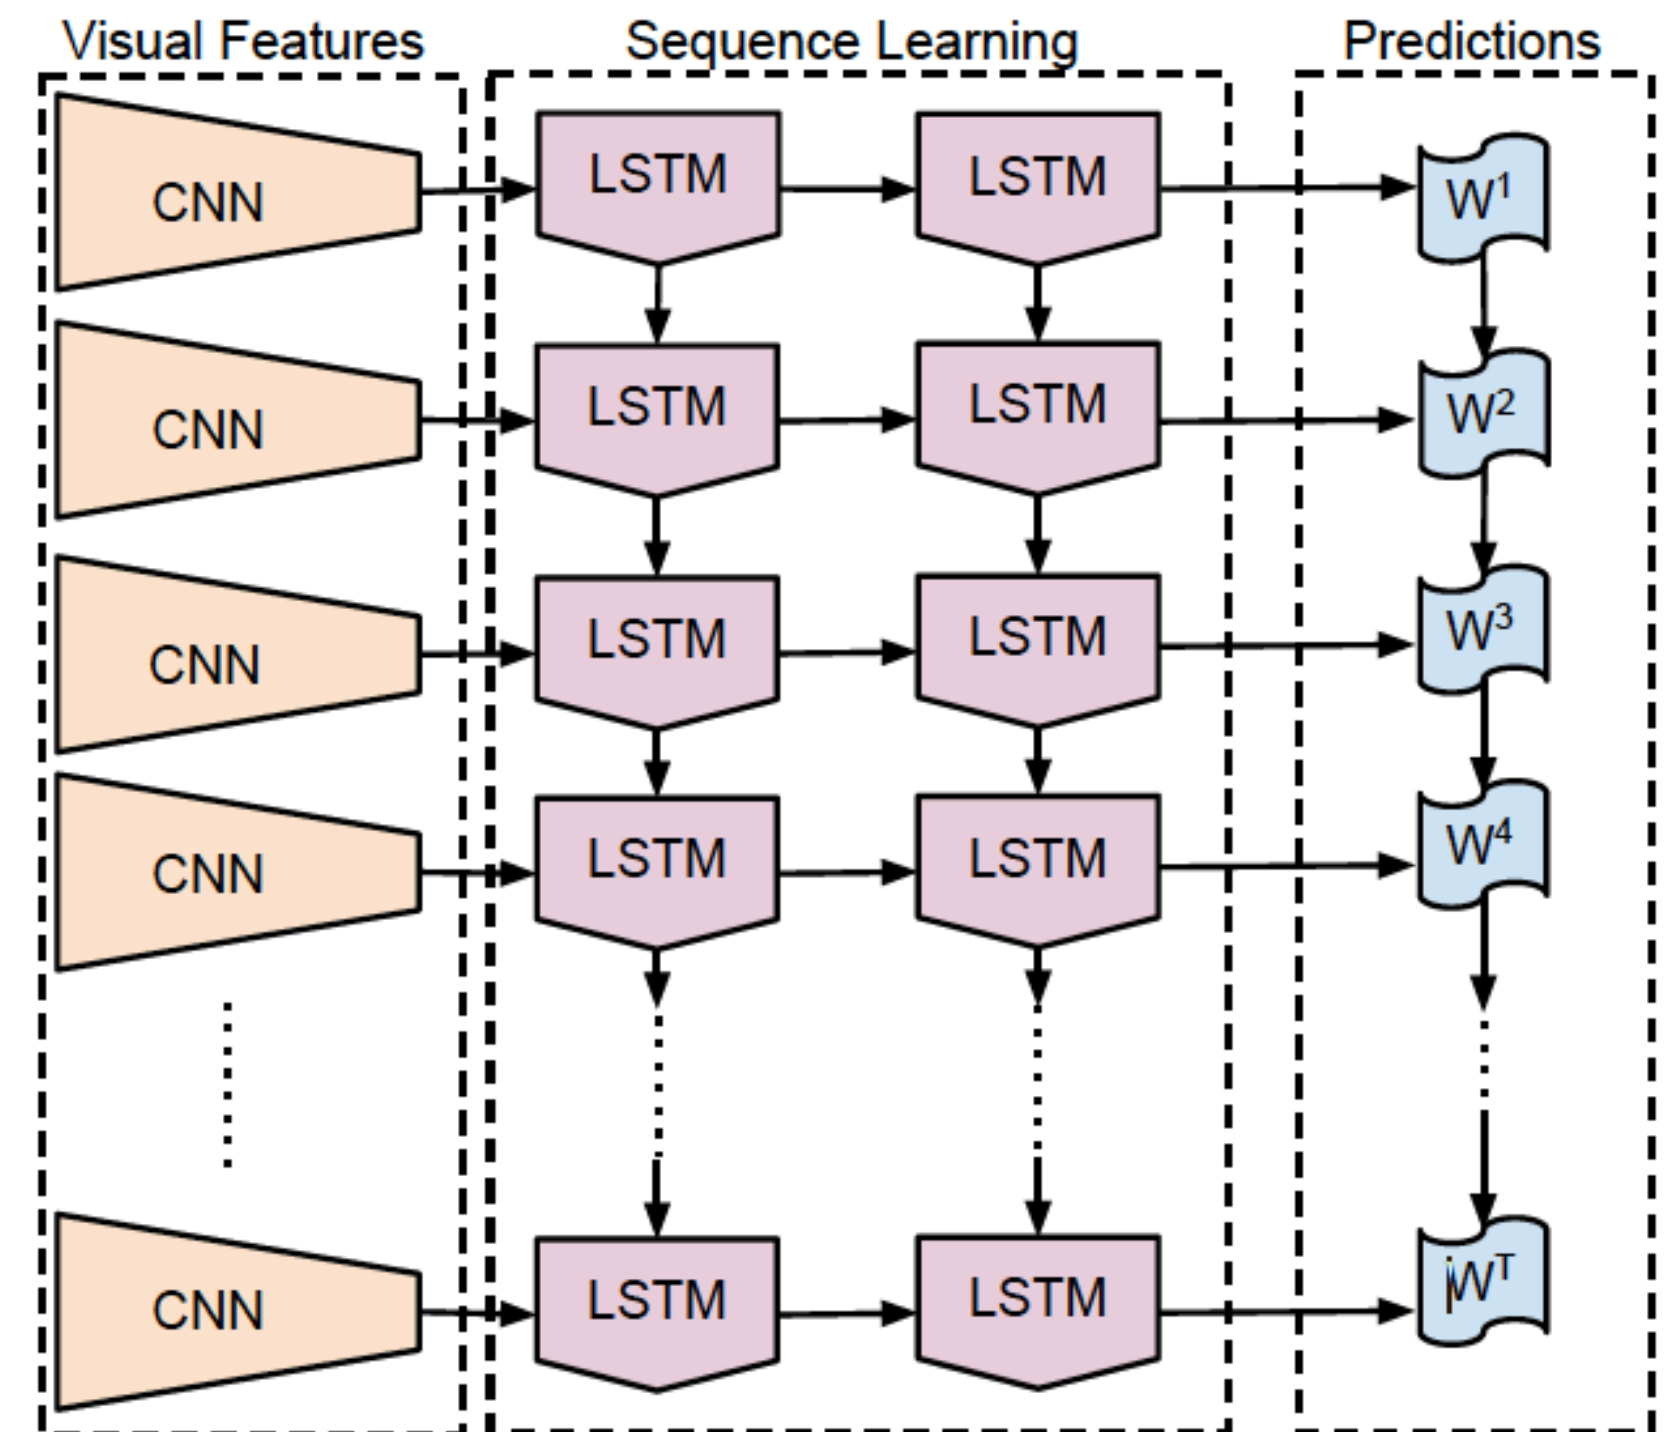 Visual Features Sequence Learning Predictions
CNN LSTM LSTM W¹
CNN LSTM LSTM W²
CNN LSTM LSTM W³
CNN LSTM LSTM W⁴
CNN LSTM LSTM Wᵀ